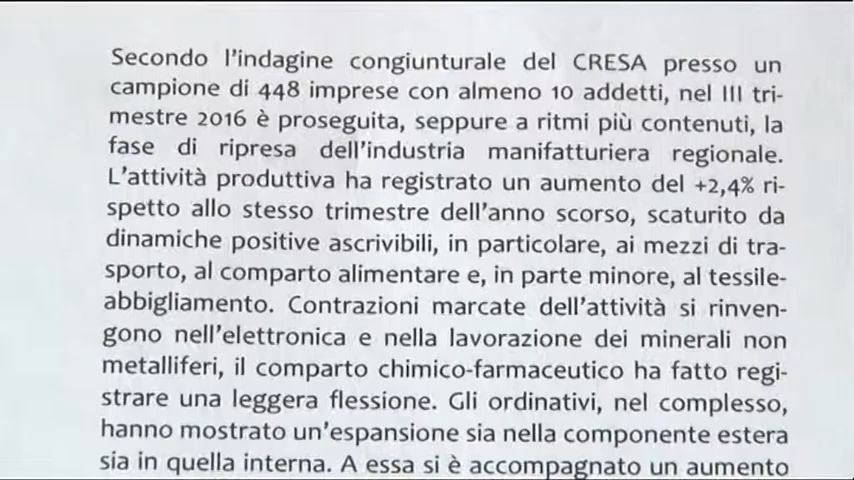 Secondo l'indagine congiunturale del CRESA presso un
campione di 448 imprese con almeno 10 addetti, nel III tri-
mestre 2016 è proseguita, seppure a ritmi più contenuti, la
fase di ripresa dell'industria manifatturiera regionale.
L'attività produttiva ha registrato un aumento del +2,4% ri-
spetto allo stesso trimestre dell'anno scorso, scaturito da
dinamiche positive ascrivibili, in particolare, ai mezzi di tra-
sporto, al comparto alimentare e, in parte minore, al tessile-
abbigliamento. Contrazioni marcate dell'attività si rinven-
gono nell'elettronica e nella lavorazione dei minerali non
metalliferi, il comparto chimico-farmaceutico ha fatto regi-
strare una leggera flessione. Gli ordinativi, nel complesso,
hanno mostrato un'espansione sia nella componente estera
sia in quella interna. A essa si è accompagnato un aumento